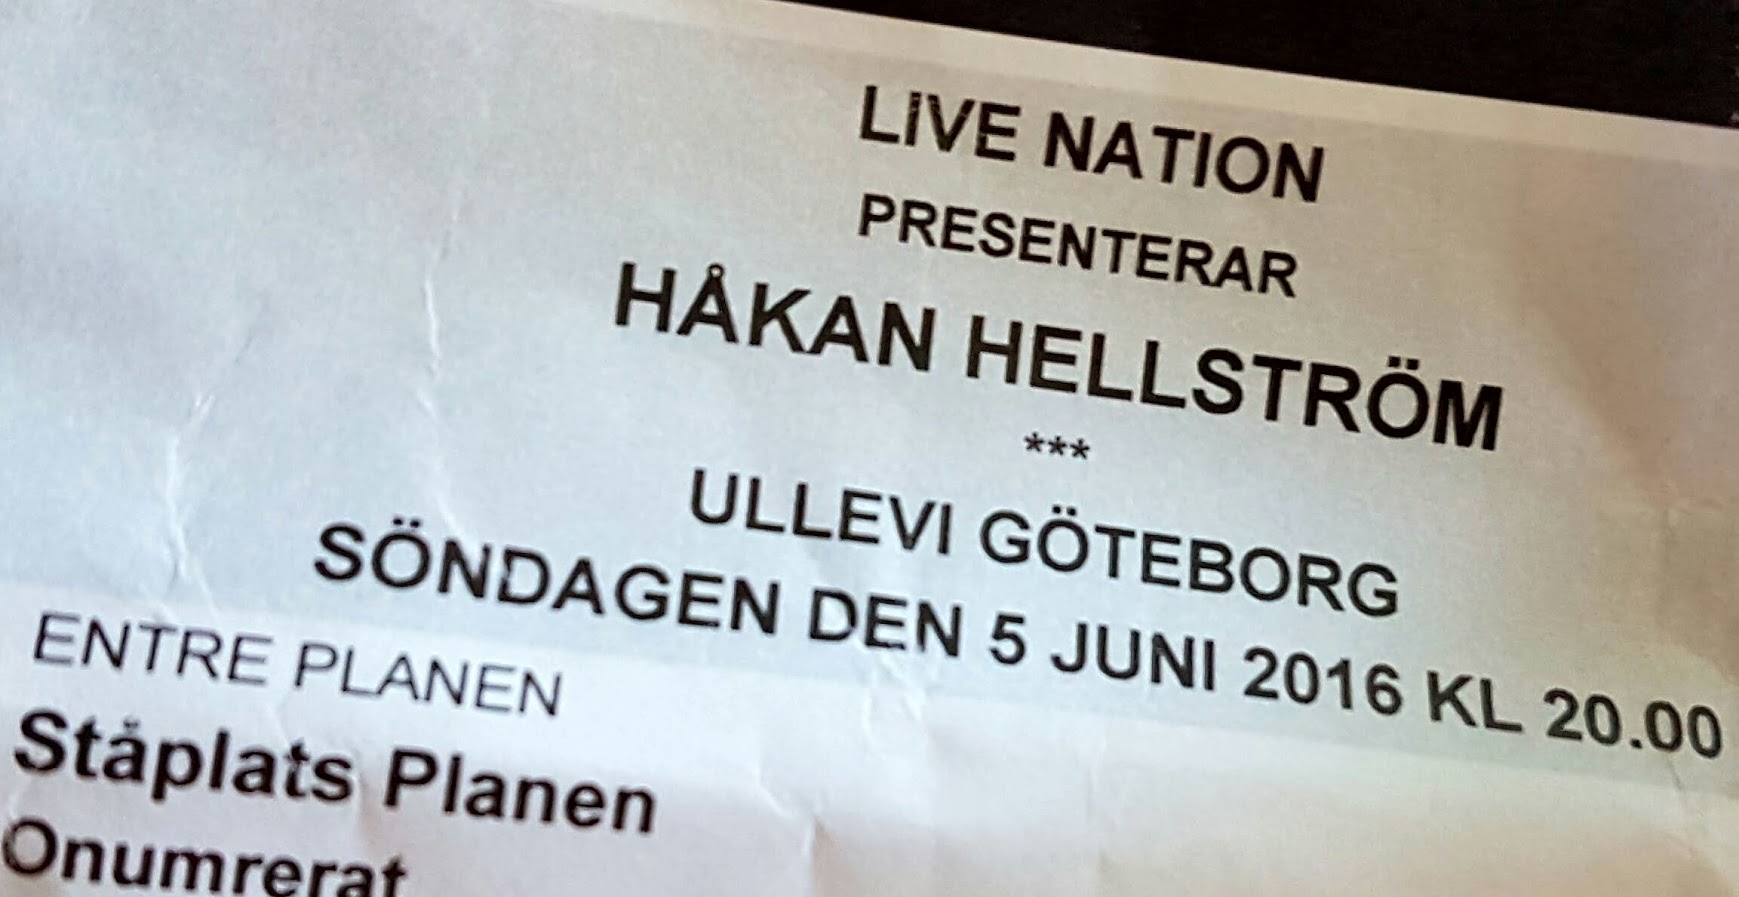 LIVE NATION
PRESENTERAR
HÅKAN HELLSTRÖM
***
ULLEVI GÖTEBORG
SÖNDAGEN DEN 5 JUNI 2016 KL 20.00
ENTRE PLANEN
Ståplats Planen
Onumrerat